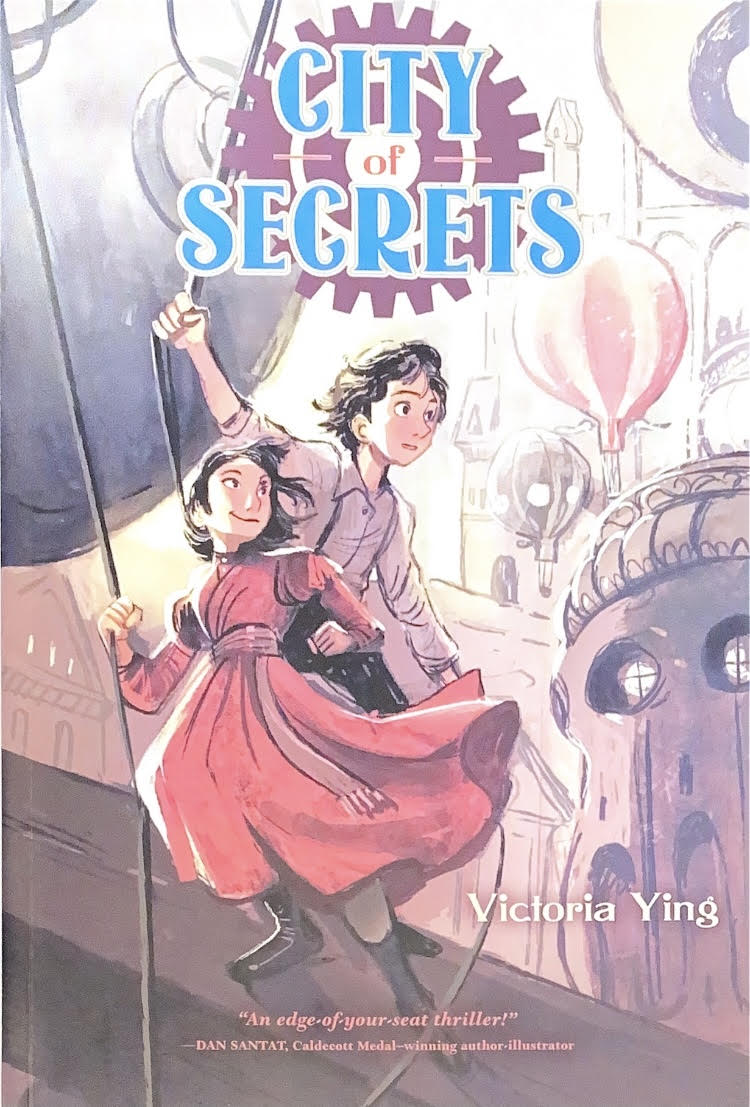 CITY
of
SECRETS
Victoria Ying
“An edge-of-your-seat thriller!”
—DAN SANTAT, Caldecott Medal–winning author-illustrator